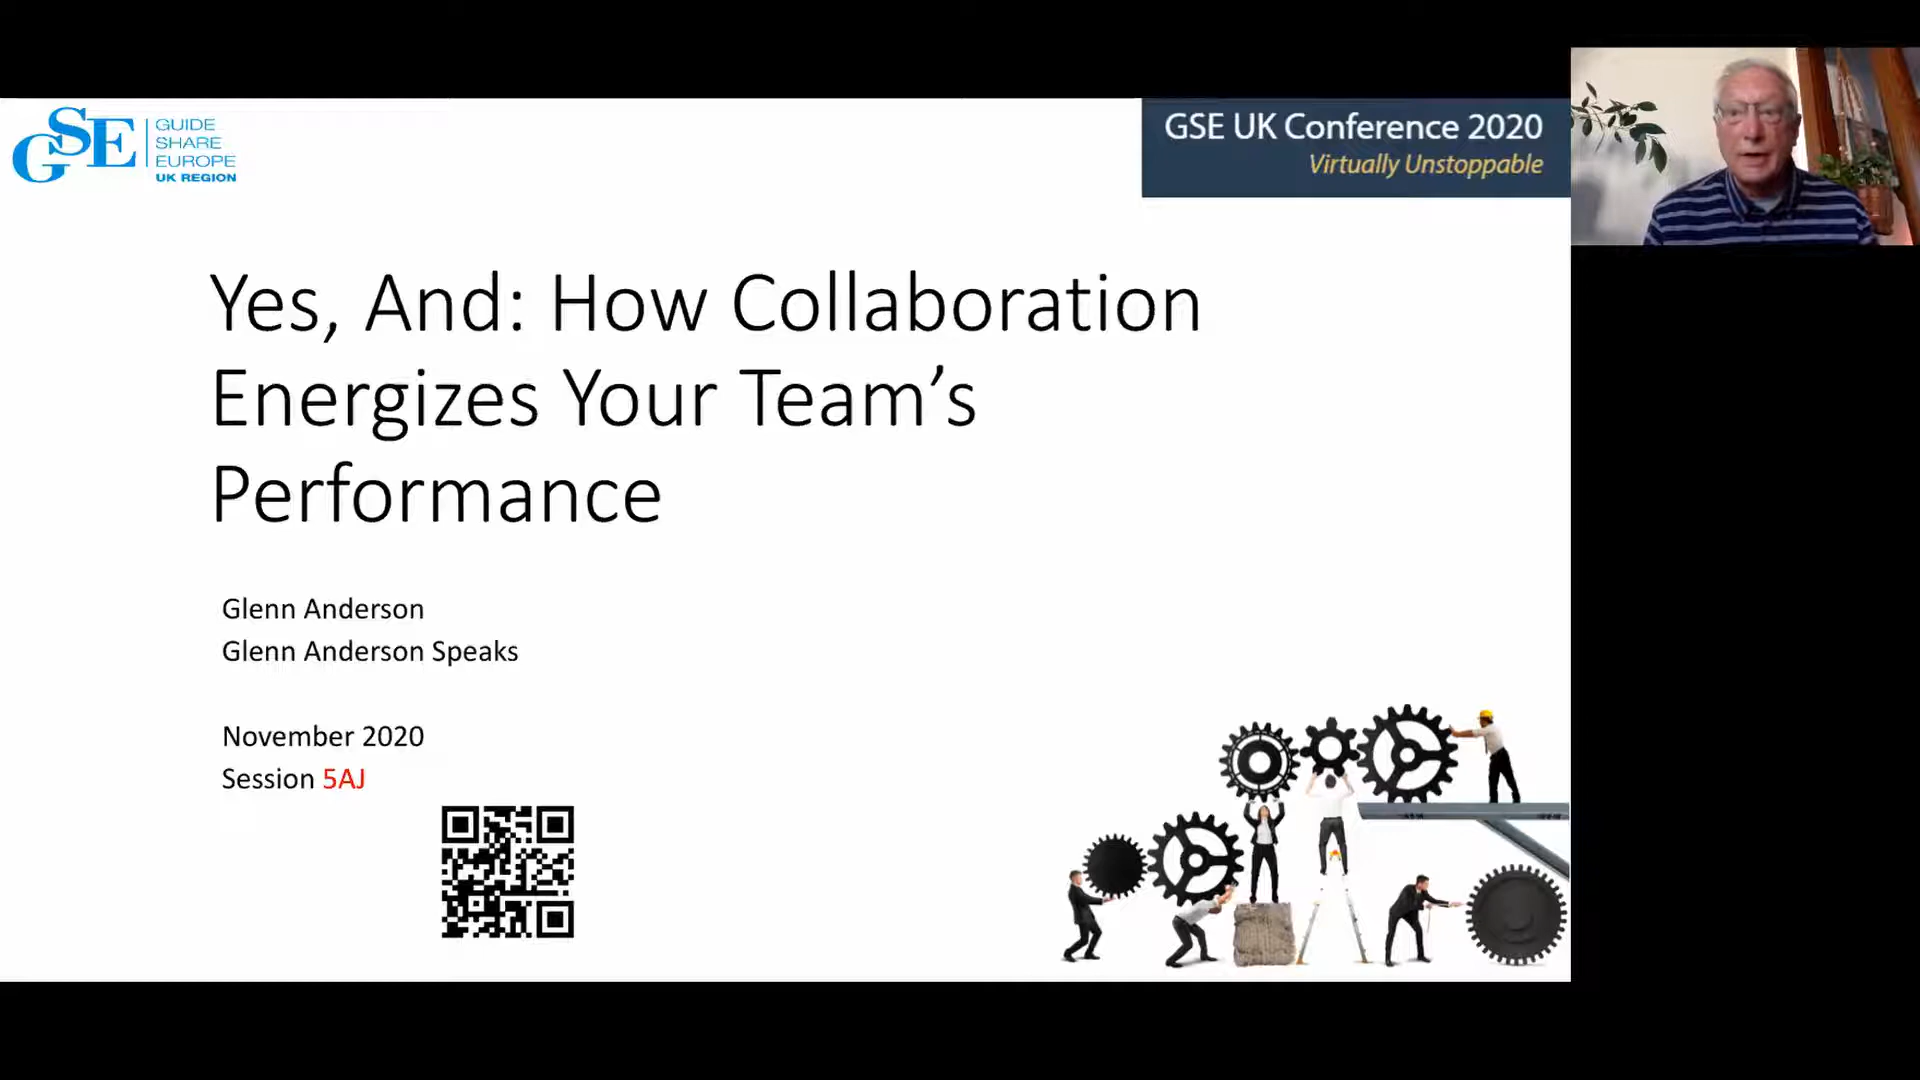 GSE
GUIDE
SHARE
EUROPE
UK REGION
GSE UK Conference 2020
Virtually Unstoppable
Yes, And: How Collaboration
Energizes Your Team’s
Performance
Glenn Anderson
Glenn Anderson Speaks
November 2020
Session 5AJ